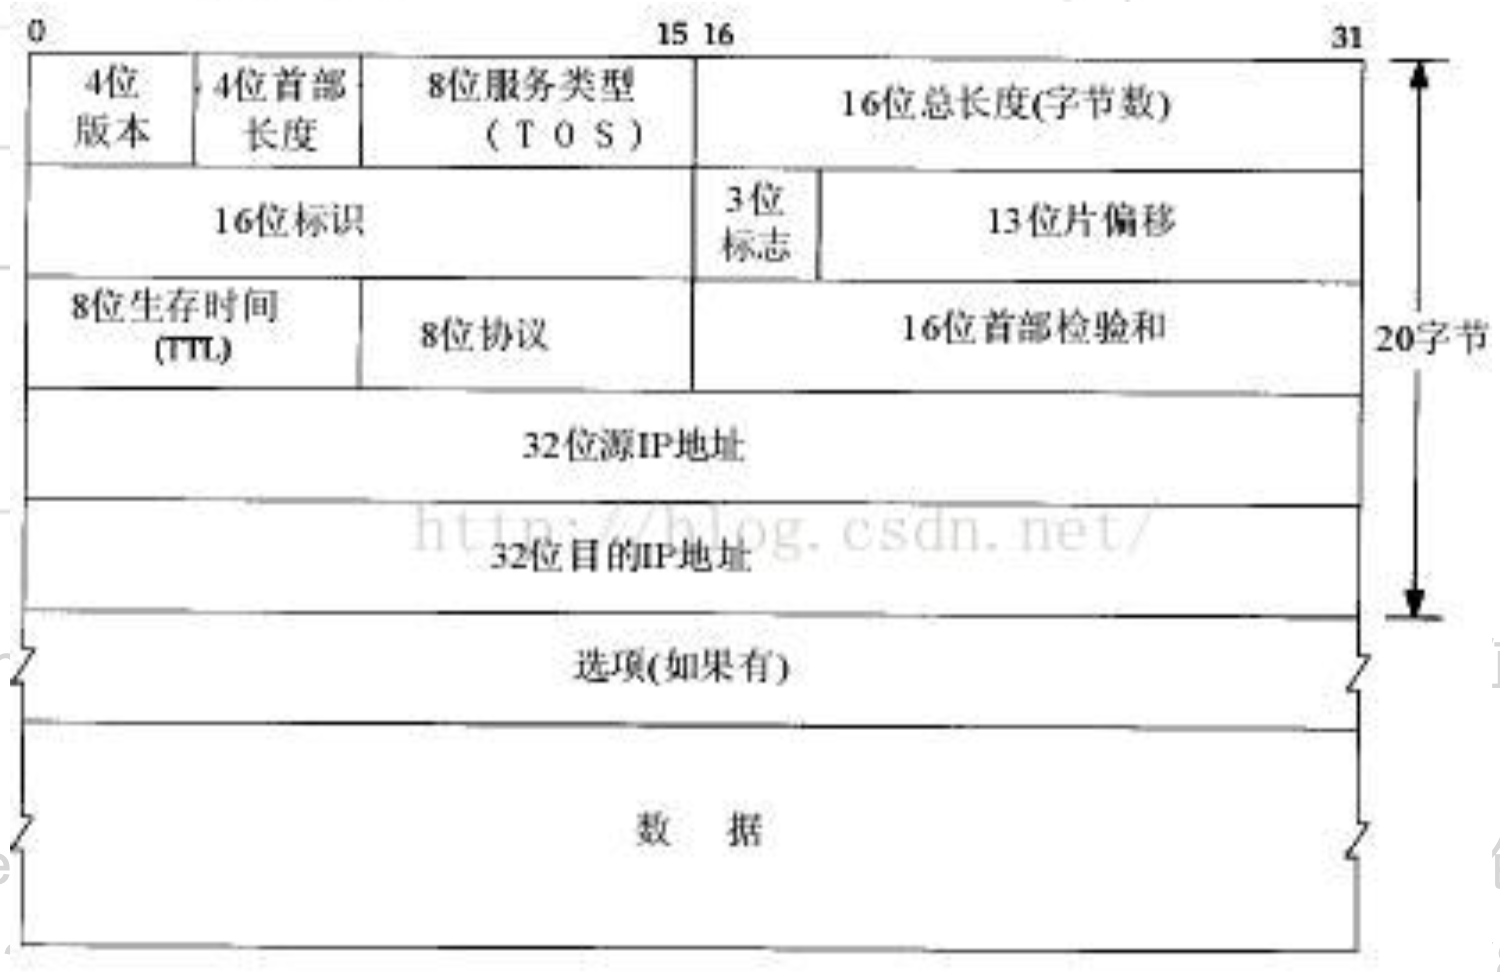 0 15 16 31
4位
版本
4位首部
长度
8位服务类型
(TOS)
16位总长度(字节数)
16位标识
3位
标志
13位片偏移
8位生存时间
(TTL)
8位协议
16位首部检验和
20字节
32位源IP地址
http://blog.csdn.net/
32位目的IP地址
选项(如果有)
数 据